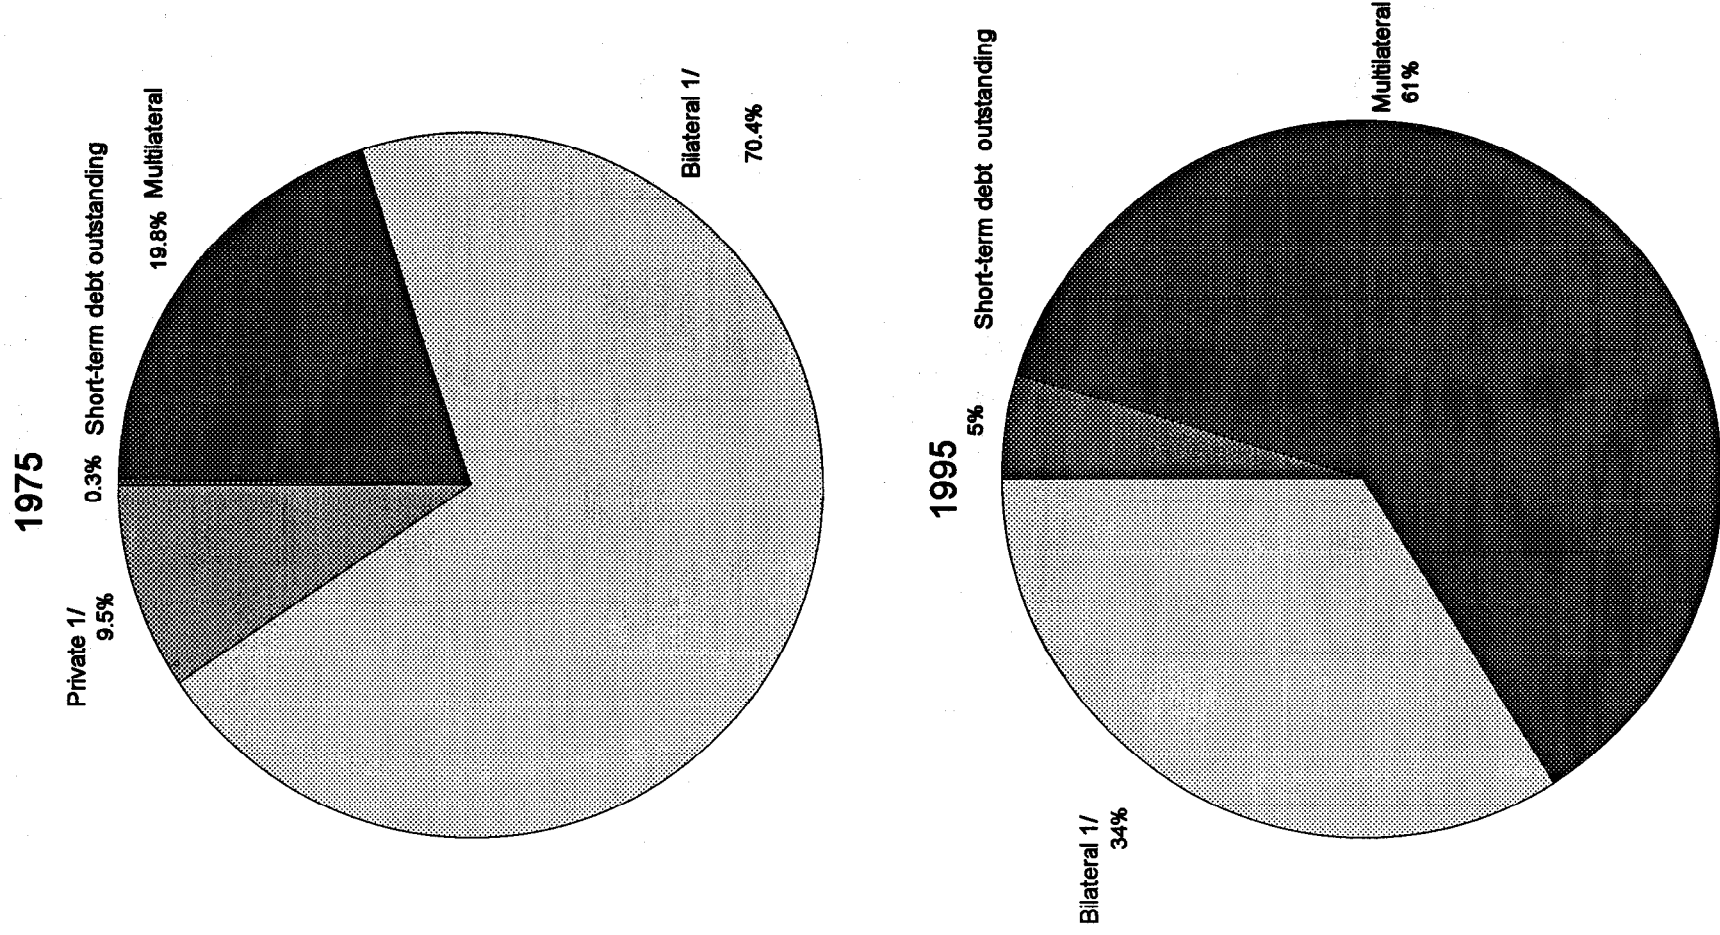 1975
Private 1/
9.5%
0.3% Short-term debt outstanding
19.8% Multilateral
Bilateral 1/
70.4%
1995
5%
Short-term debt outstanding
Multilateral
61%
Bilateral 1/
34%